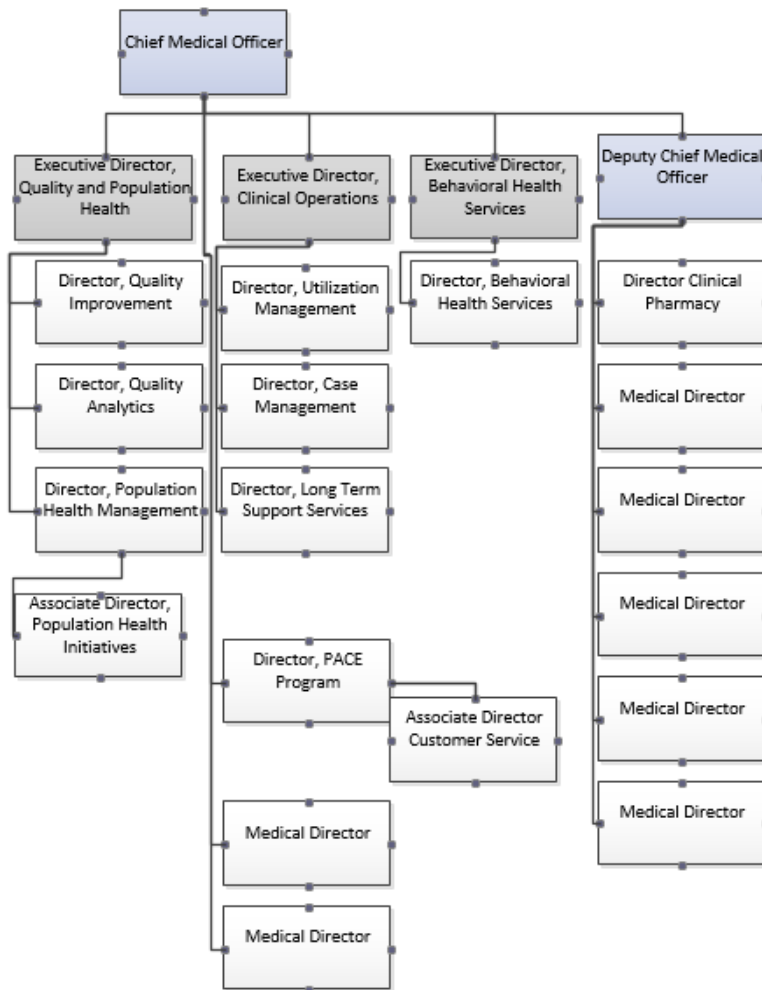 Chief Medical Officer
Executive Director,
Quality and Population
Health
Executive Director,
Clinical Operations
Executive Director,
Behavioral Health
Services
Deputy Chief Medical
Officer
Director, Quality
Improvement
Director, Quality
Analytics
Director, Population
Health Management
Associate Director,
Population Health
Initiatives
Director, Utilization
Management
Director, Case
Management
Director, Long Term
Support Services
Director, Behavioral
Health Services
Director Clinical
Pharmacy
Medical Director
Medical Director
Medical Director
Medical Director
Medical Director
Director, PACE
Program
Associate Director
Customer Service
Medical Director
Medical Director